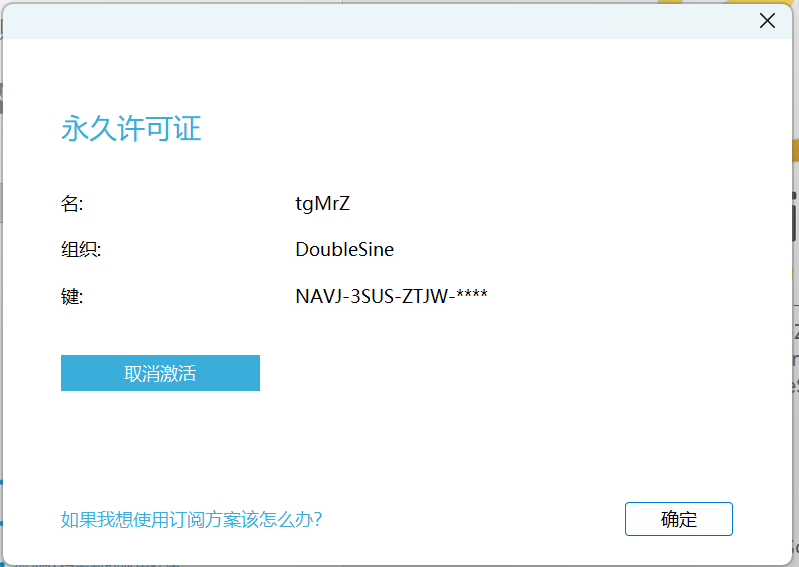 永久许可证
名: tgMrZ
组织: DoubleSine
键: NAVJ-3SUS-ZTJW-****
取消激活
如果我想使用订阅方案该怎么办?
确定